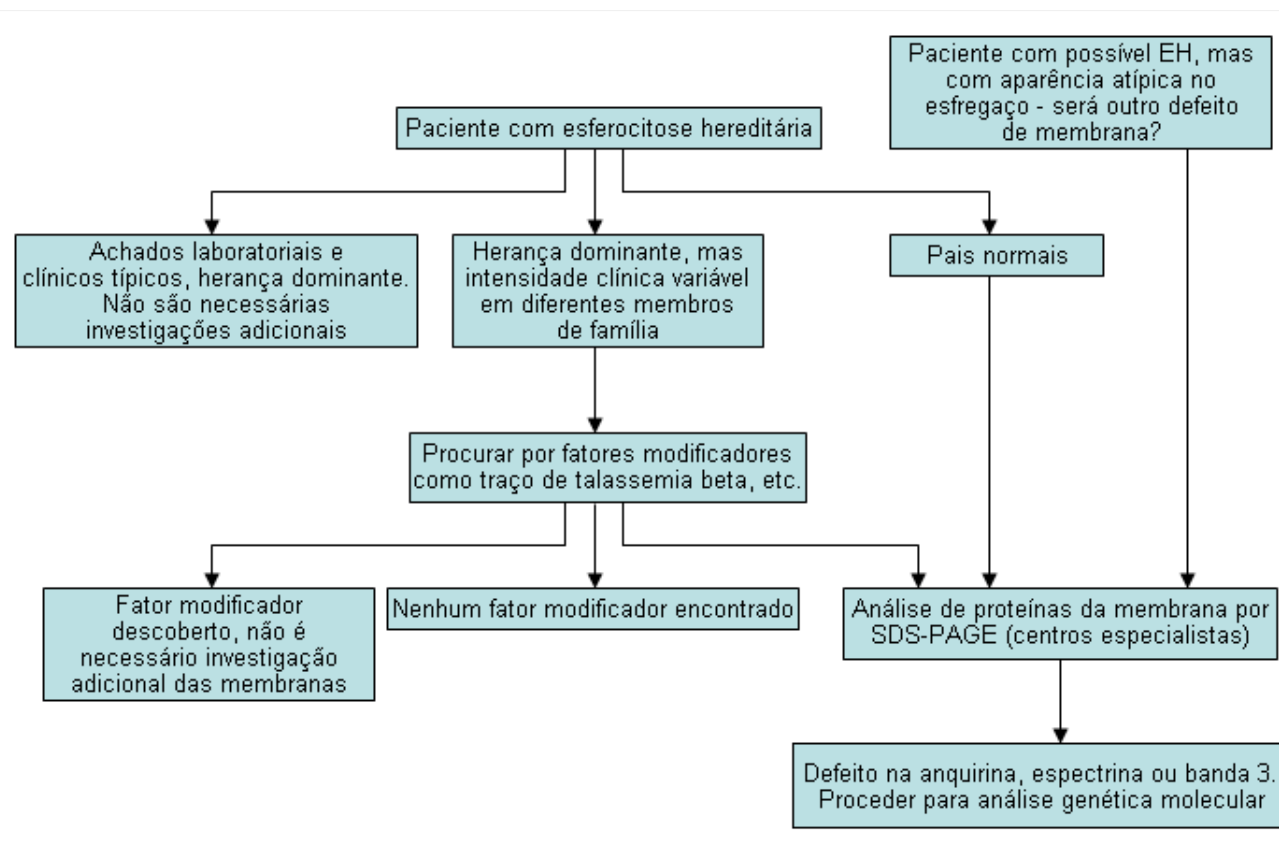 Paciente com possível EH, mas
com aparência atípica no
esfregaço - será outro defeito
de membrana?
Paciente com esferocitose hereditária
Achados laboratoriais e
clínicos típicos, herança dominante.
Não são necessárias
investigações adicionais
Herança dominante, mas
intensidade clínica variável
em diferentes membros
de família
Pais normais
Procurar por fatores modificadores
como traço de talassemia beta, etc.
Fator modificador
descoberto, não é
necessário investigação
adicional das membranas
Nenhum fator modificador encontrado
Análise de proteínas da membrana por
SDS-PAGE (centros especialistas)
Defeito na anquirina, espectrina ou banda 3.
Proceder para análise genética molecular